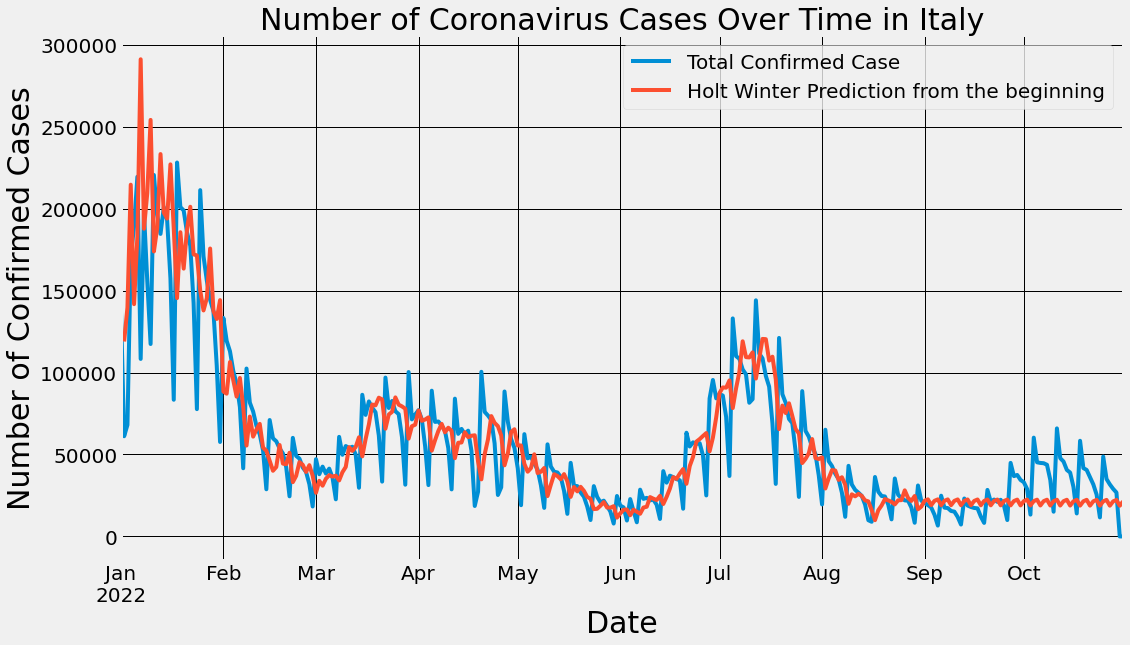 Number of Coronavirus Cases Over Time in Italy
Total Confirmed Case
Holt Winter Prediction from the beginning
Number of Confirmed Cases
300000
250000
200000
150000
100000
50000
0
Jan Feb Mar Apr May Jun Jul Aug Sep Oct
2022
Date